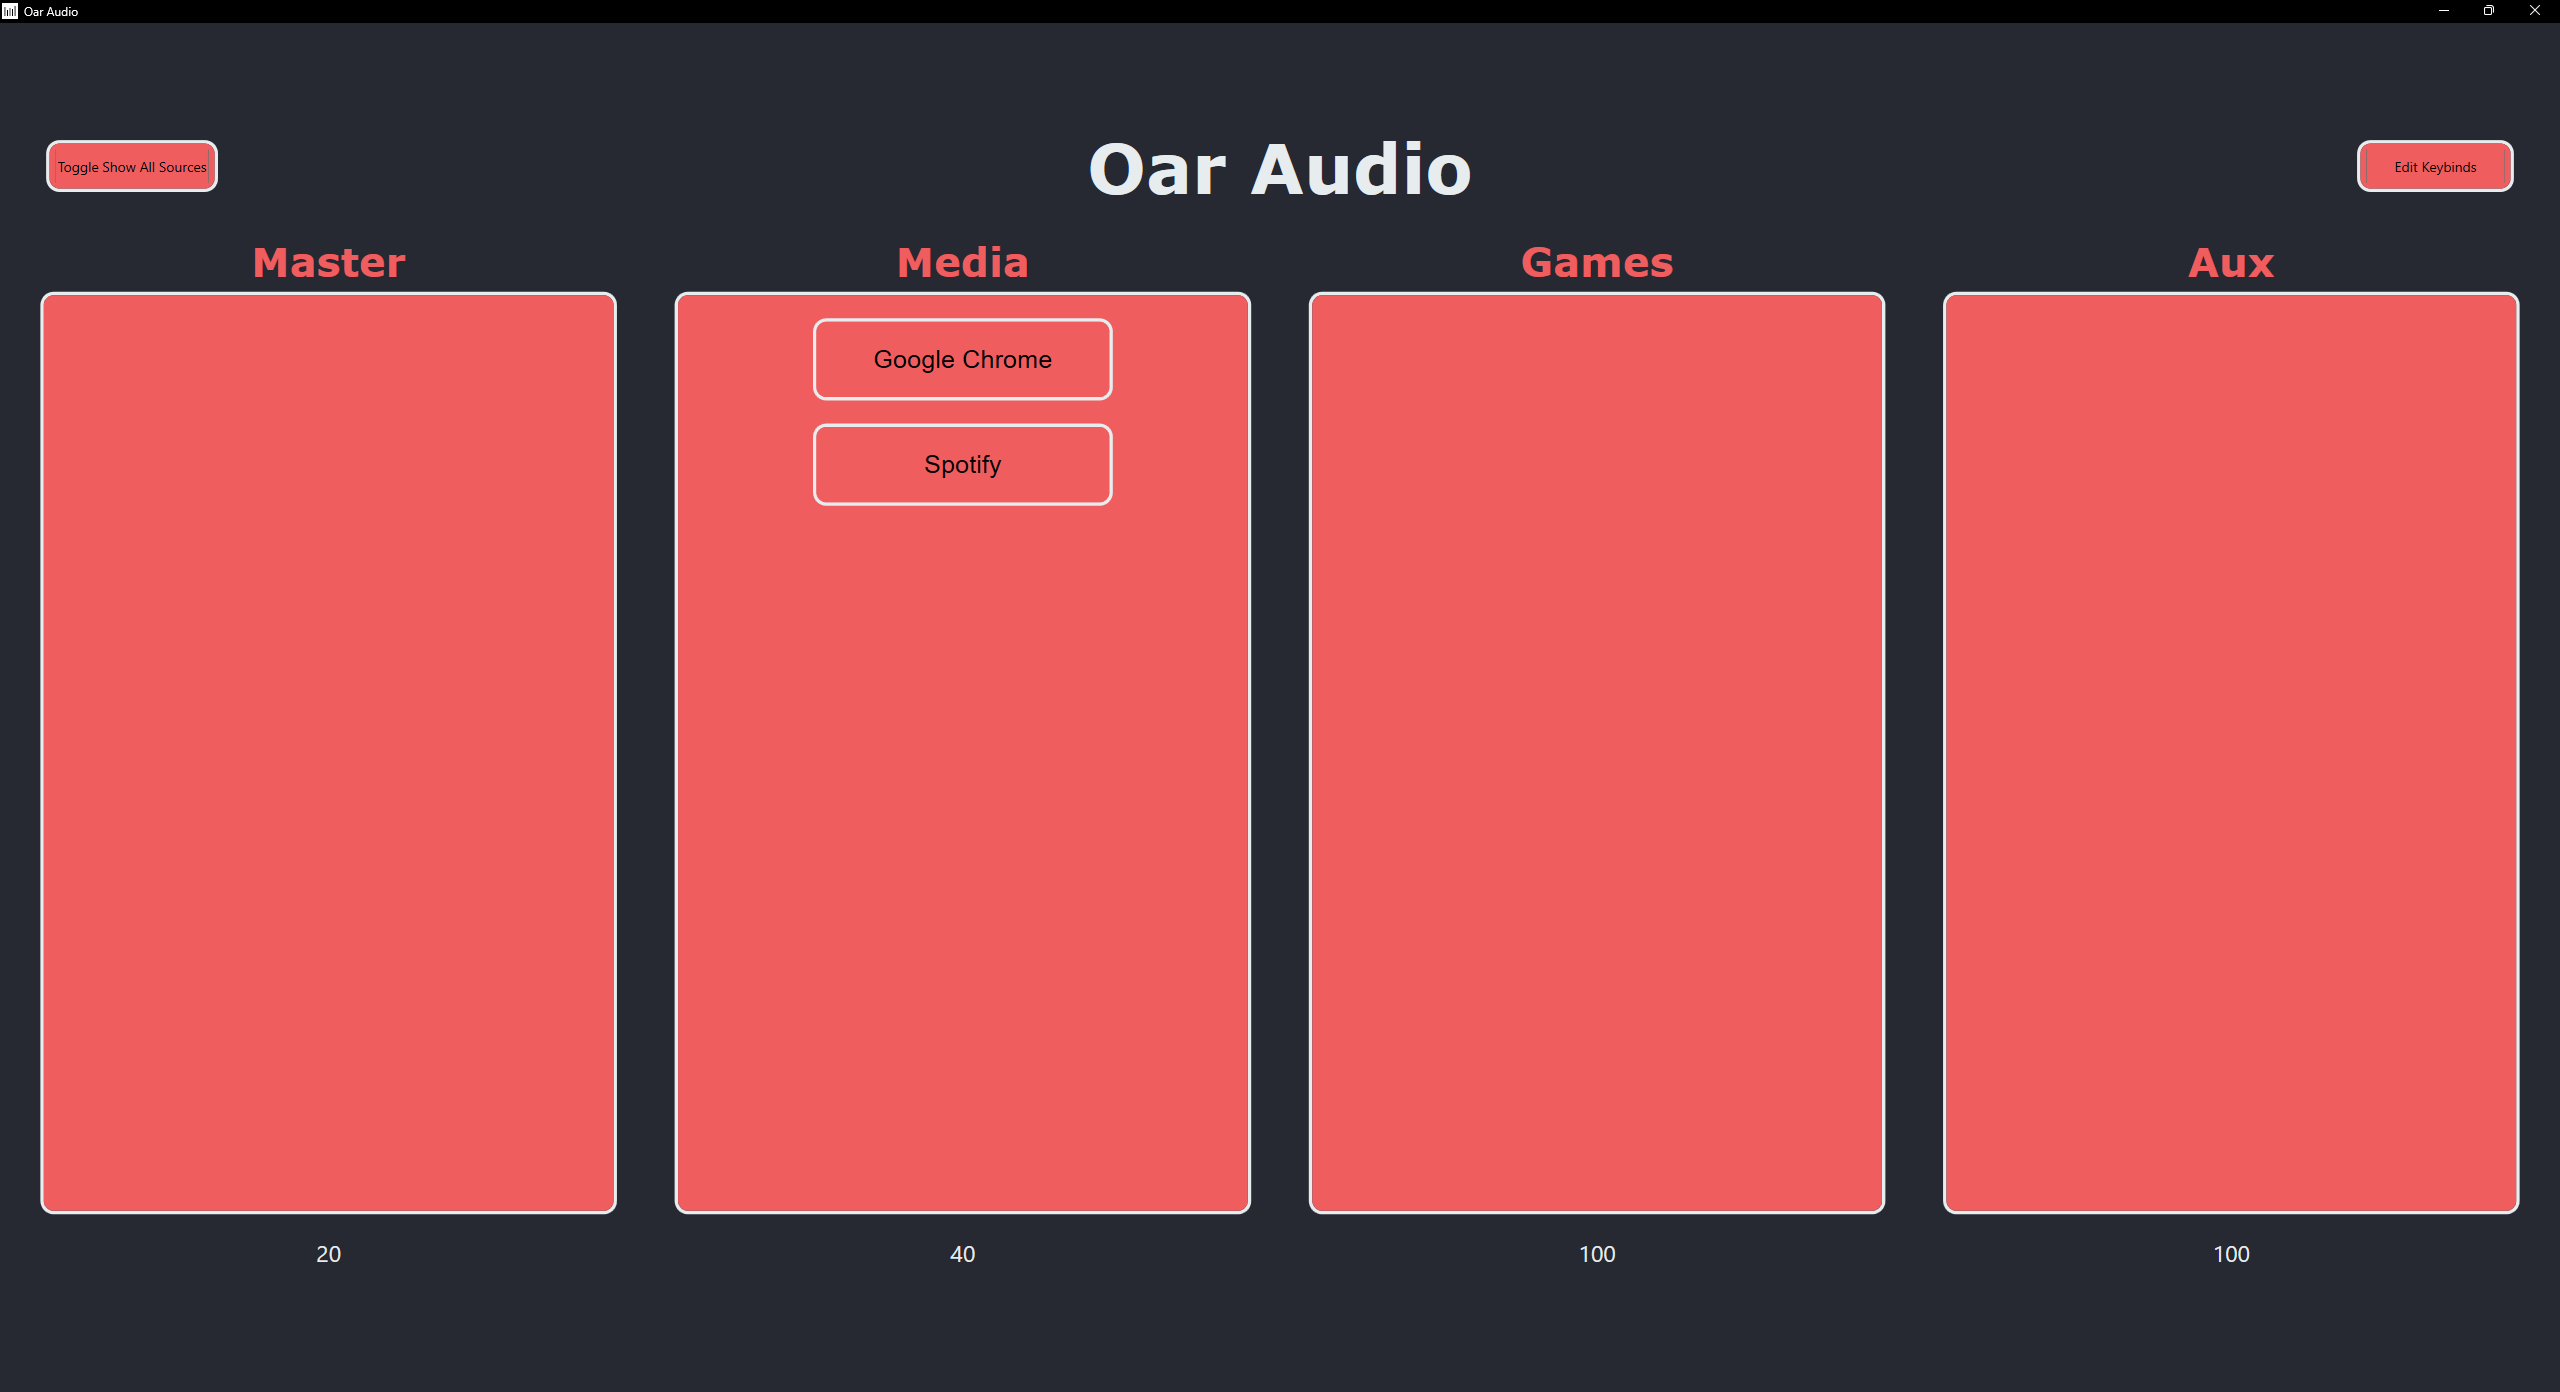 Oar Audio
Toggle Show All Sources
Oar Audio
Edit Keybinds
Master
Media
Games
Aux
Google Chrome
Spotify
20
40
100
100